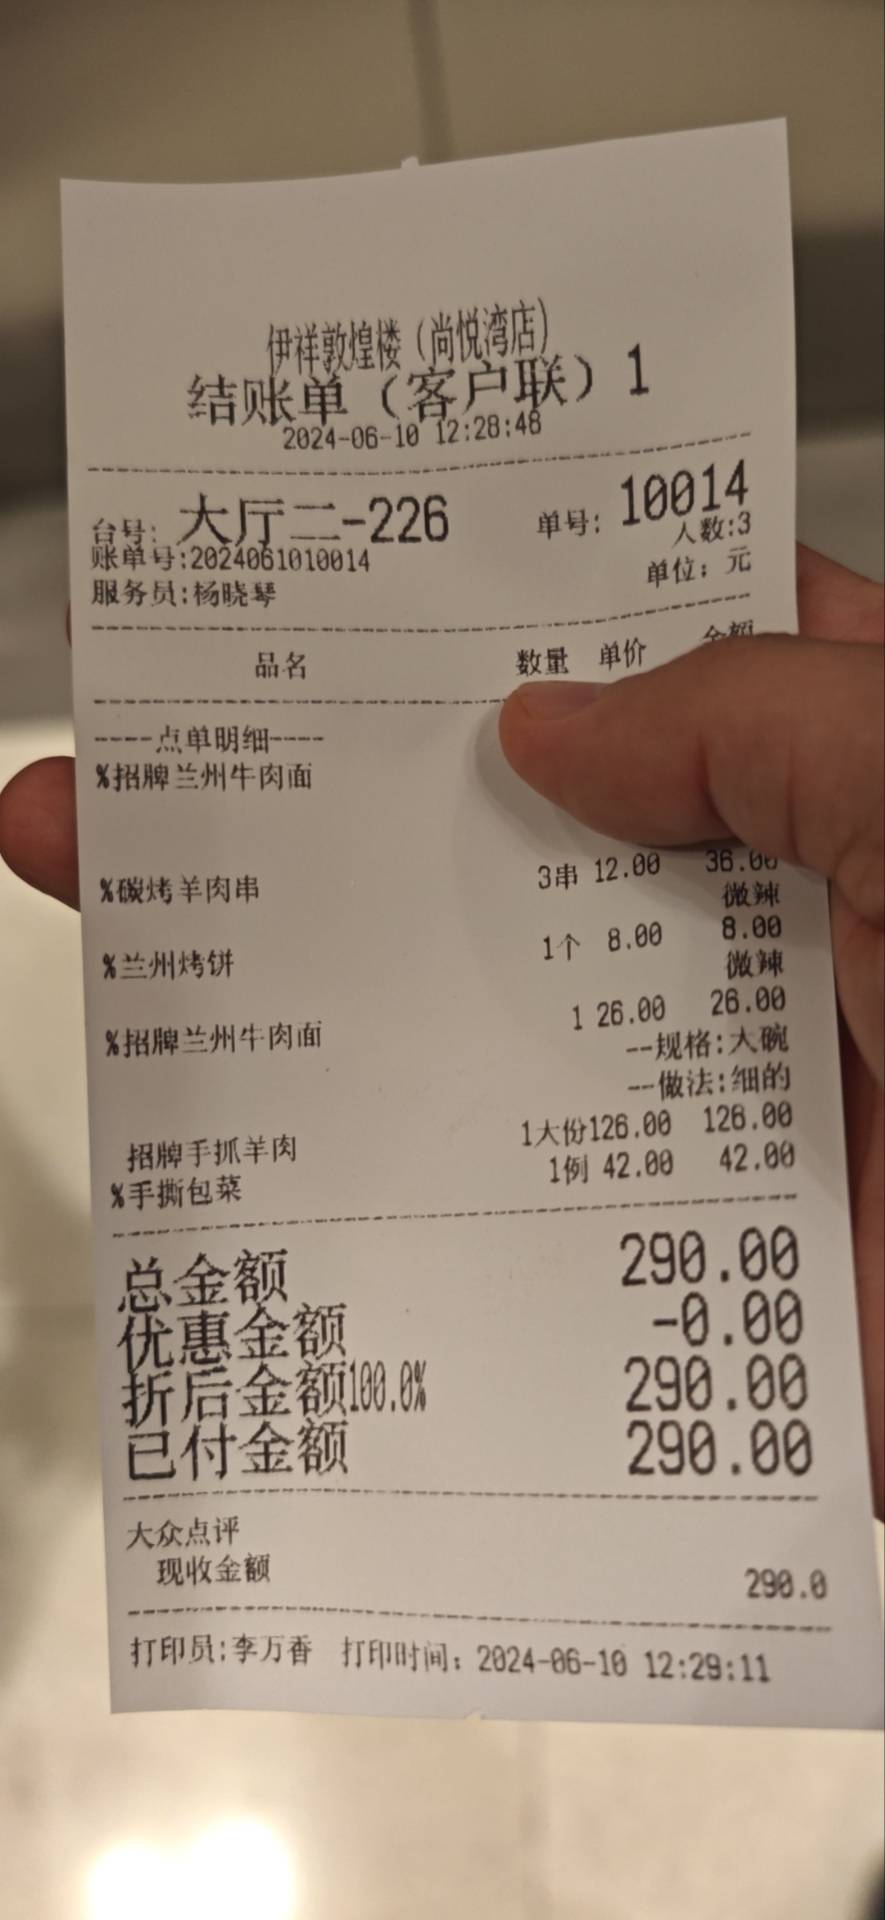 伊祥敦煌楼（尚悦湾店）
结账单（客户联）1
2024-06-10 12:28:48
台号: 大厅二-226 单号: 10014
人数:3
账单号:2024061010014
单位: 元
服务员:杨晓琴
品名 数量 单价 金额
----点单明细----
%招牌兰州牛肉面
%碳烤羊肉串 3串 12.00 36.00
微辣
%兰州烤饼 1个 8.00 8.00
微辣
%招牌兰州牛肉面 1 26.00 26.00
--规格:大碗
--做法:细的
招牌手抓羊肉 1大份126.00 126.00
%手撕包菜 1例 42.00 42.00
总金额 290.00
优惠金额 -0.00
折后金额100.0% 290.00
已付金额 290.00
大众点评
现收金额 290.0
打印员:李万香 打印时间: 2024-06-10 12:29:11